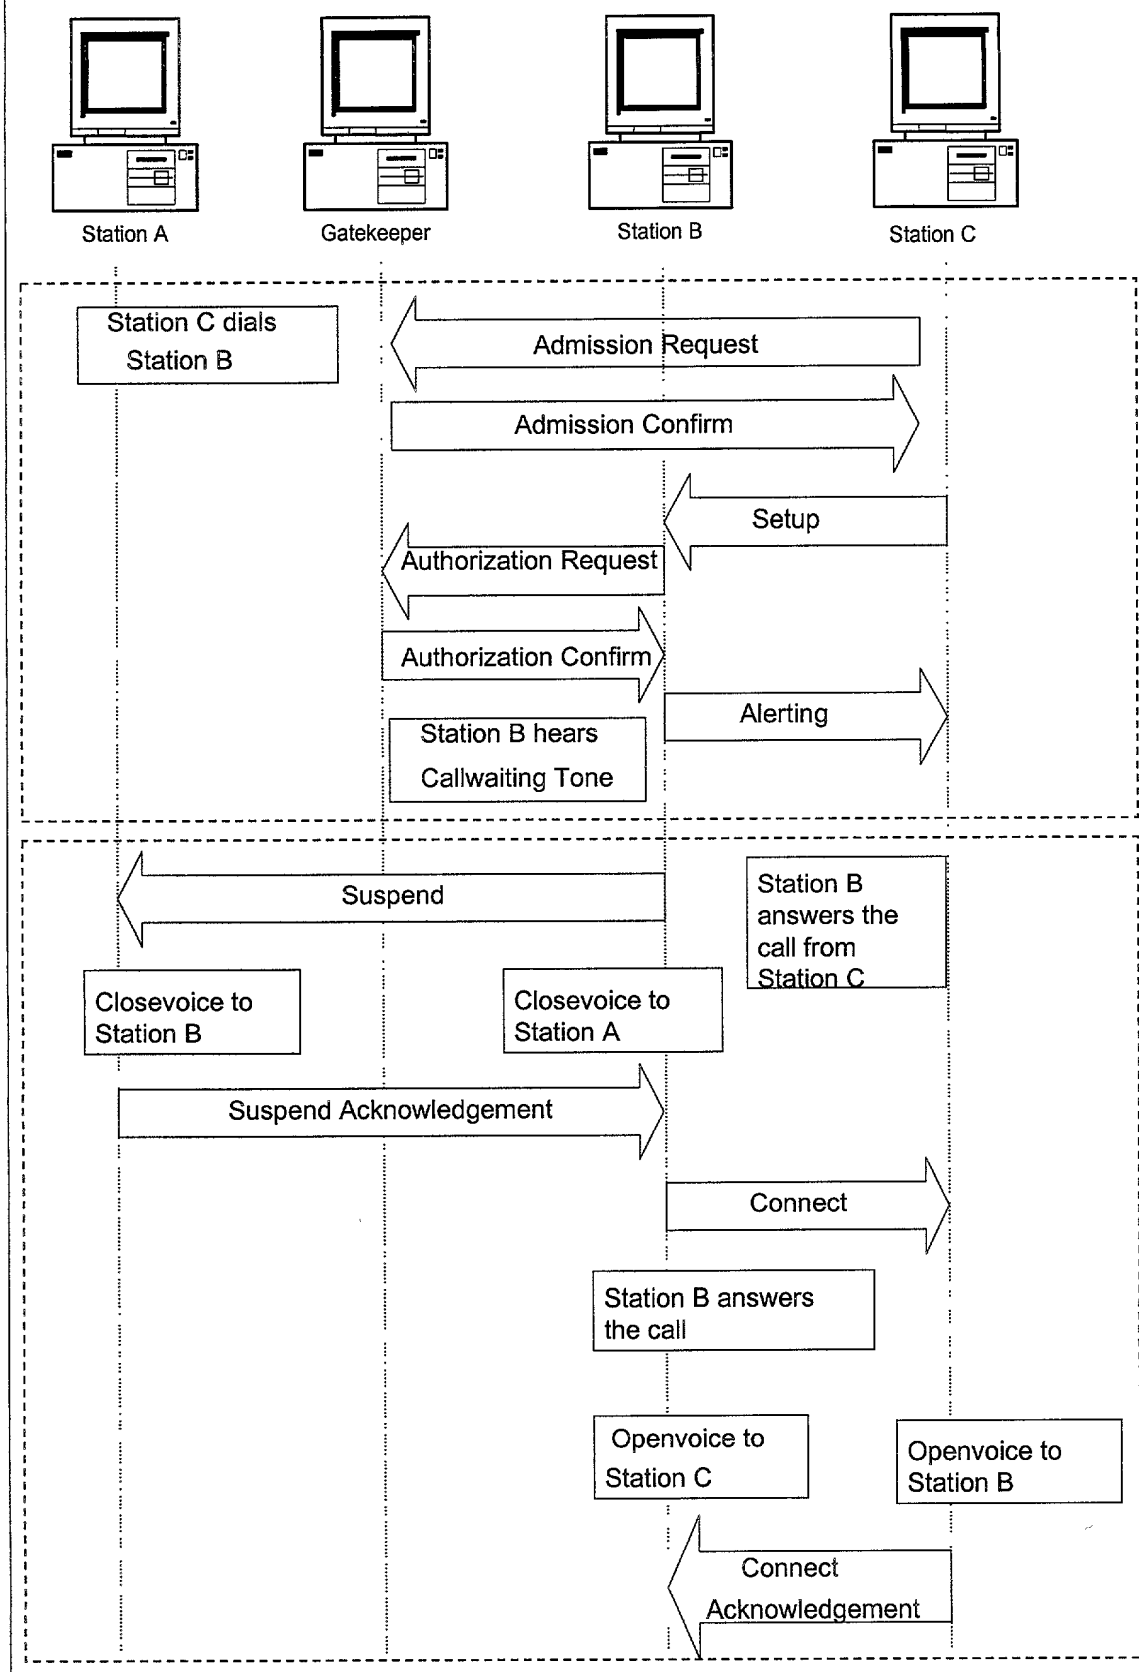 Station A
Gatekeeper
Station B
Station C
Station C dials
Station B
Admission Request
Admission Confirm
Setup
Authorization Request
Authorization Confirm
Alerting
Station B hears
Callwaiting Tone
Suspend
Station B
answers the
call from
Station C
Closevoice to
Station B
Closevoice to
Station A
Suspend Acknowledgement
Connect
Station B answers
the call
Openvoice to
Station C
Openvoice to
Station B
Connect
Acknowledgement